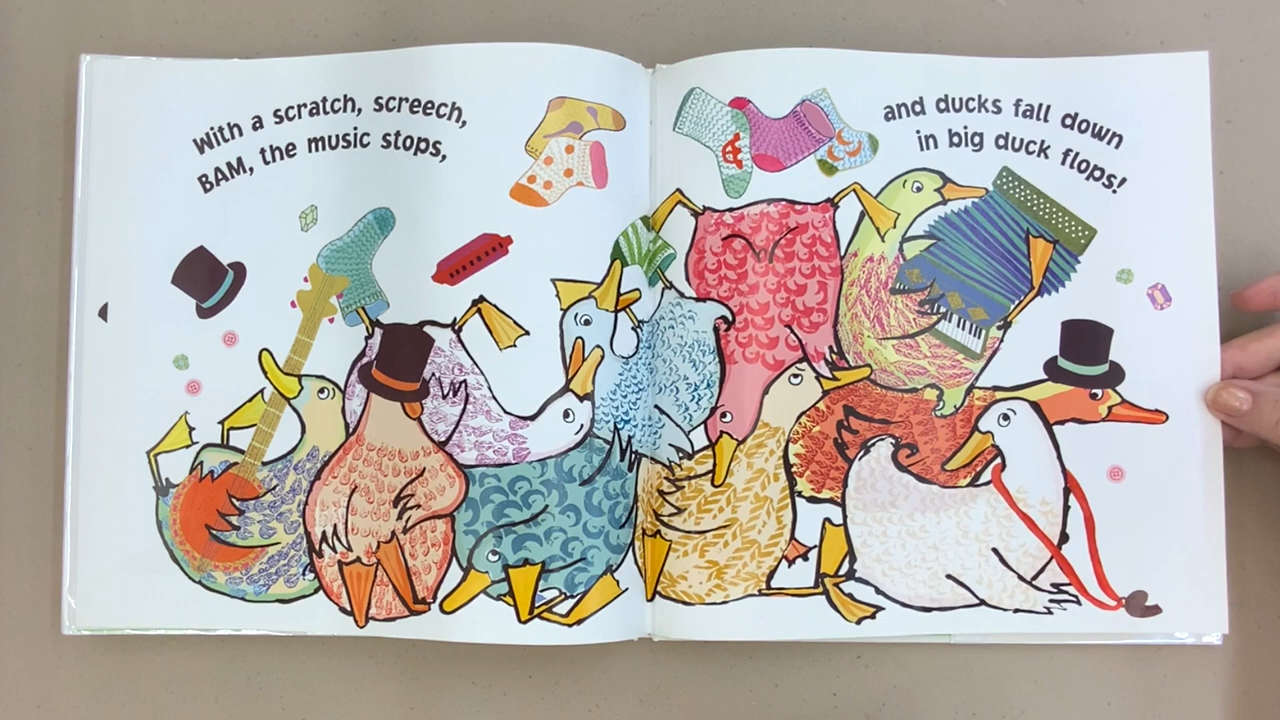 With a scratch, screech,
BAM, the music stops,
and ducks fall down
in big duck flops!